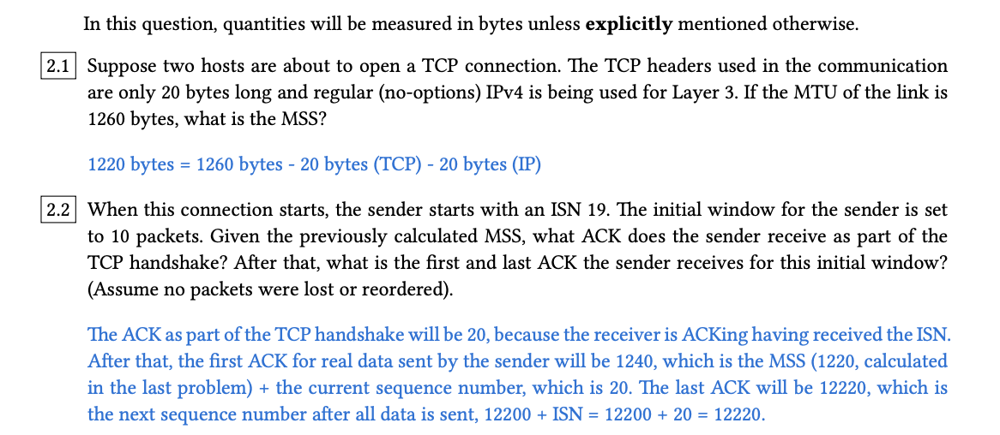 In this question, quantities will be measured in bytes unless explicitly mentioned otherwise.
2.1 Suppose two hosts are about to open a TCP connection. The TCP headers used in the communication
are only 20 bytes long and regular (no-options) IPv4 is being used for Layer 3. If the MTU of the link is
1260 bytes, what is the MSS?
1220 bytes = 1260 bytes - 20 bytes (TCP) - 20 bytes (IP)
2.2 When this connection starts, the sender starts with an ISN 19. The initial window for the sender is set
to 10 packets. Given the previously calculated MSS, what ACK does the sender receive as part of the
TCP handshake? After that, what is the first and last ACK the sender receives for this initial window?
(Assume no packets were lost or reordered).
The ACK as part of the TCP handshake will be 20, because the receiver is ACKing having received the ISN.
After that, the first ACK for real data sent by the sender will be 1240, which is the MSS (1220, calculated
in the last problem) + the current sequence number, which is 20. The last ACK will be 12220, which is
the next sequence number after all data is sent, 12200 + ISN = 12200 + 20 = 12220.